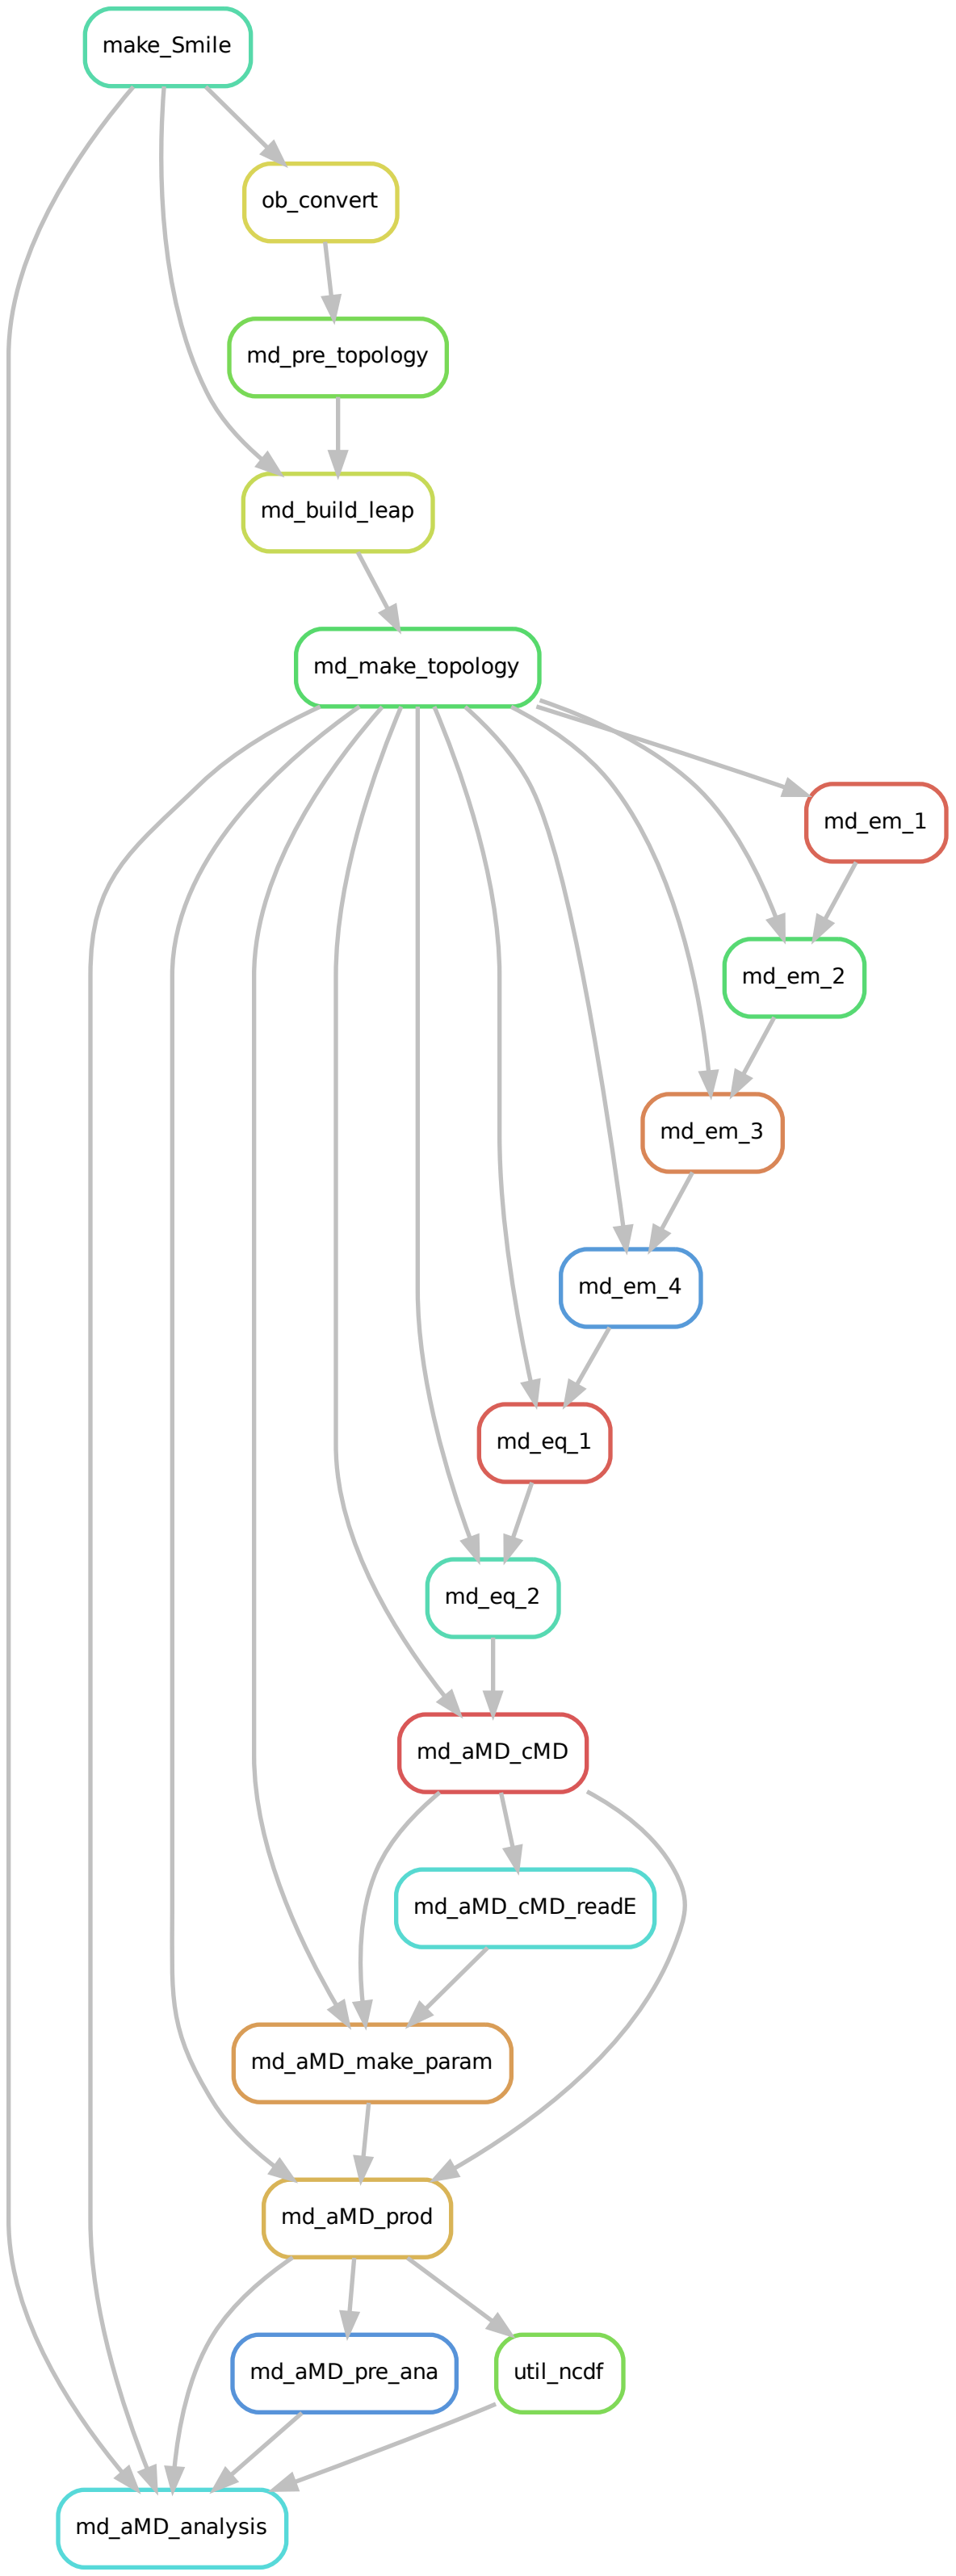 make_Smile
ob_convert
md_pre_topology
md_build_leap
md_make_topology
md_em_1
md_em_2
md_em_3
md_em_4
md_eq_1
md_eq_2
md_aMD_cMD
md_aMD_cMD_readE
md_aMD_make_param
md_aMD_prod
md_aMD_pre_ana
util_ncdf
md_aMD_analysis